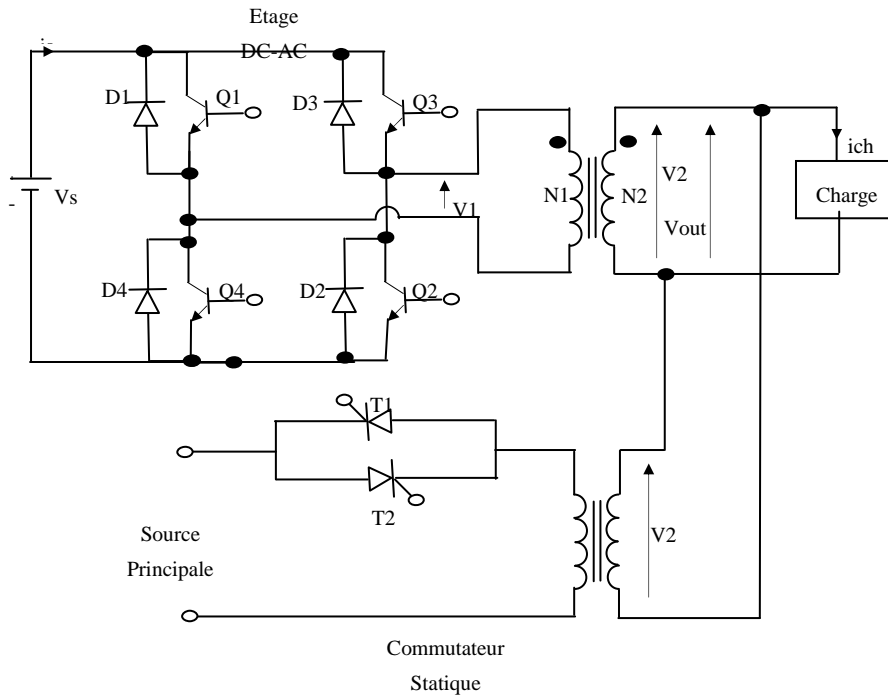 Etage
DC-AC
D1
Q1
D3
Q3
ich
Charge
V2
Vout
N1
N2
V1
- Vs
D4
Q4
D2
Q2
T1
T2
V2
Source
Principale
Commutateur
Statique